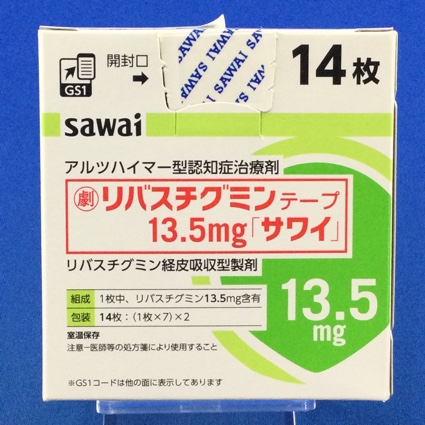 GS1
開封口
SAWAI SAWAI SAWAI
14枚
sawai
アルツハイマー型認知症治療剤
劇 リバスチグミンテープ
13.5mg「サワイ」
リバスチグミン経皮吸収型製剤
組成 1枚中、リバスチグミン13.5mg含有
包装 14枚:(1枚×7)×2
室温保存
注意-医師等の処方箋により使用すること
13.5
mg
※GS1コードは他の面に表示してあります